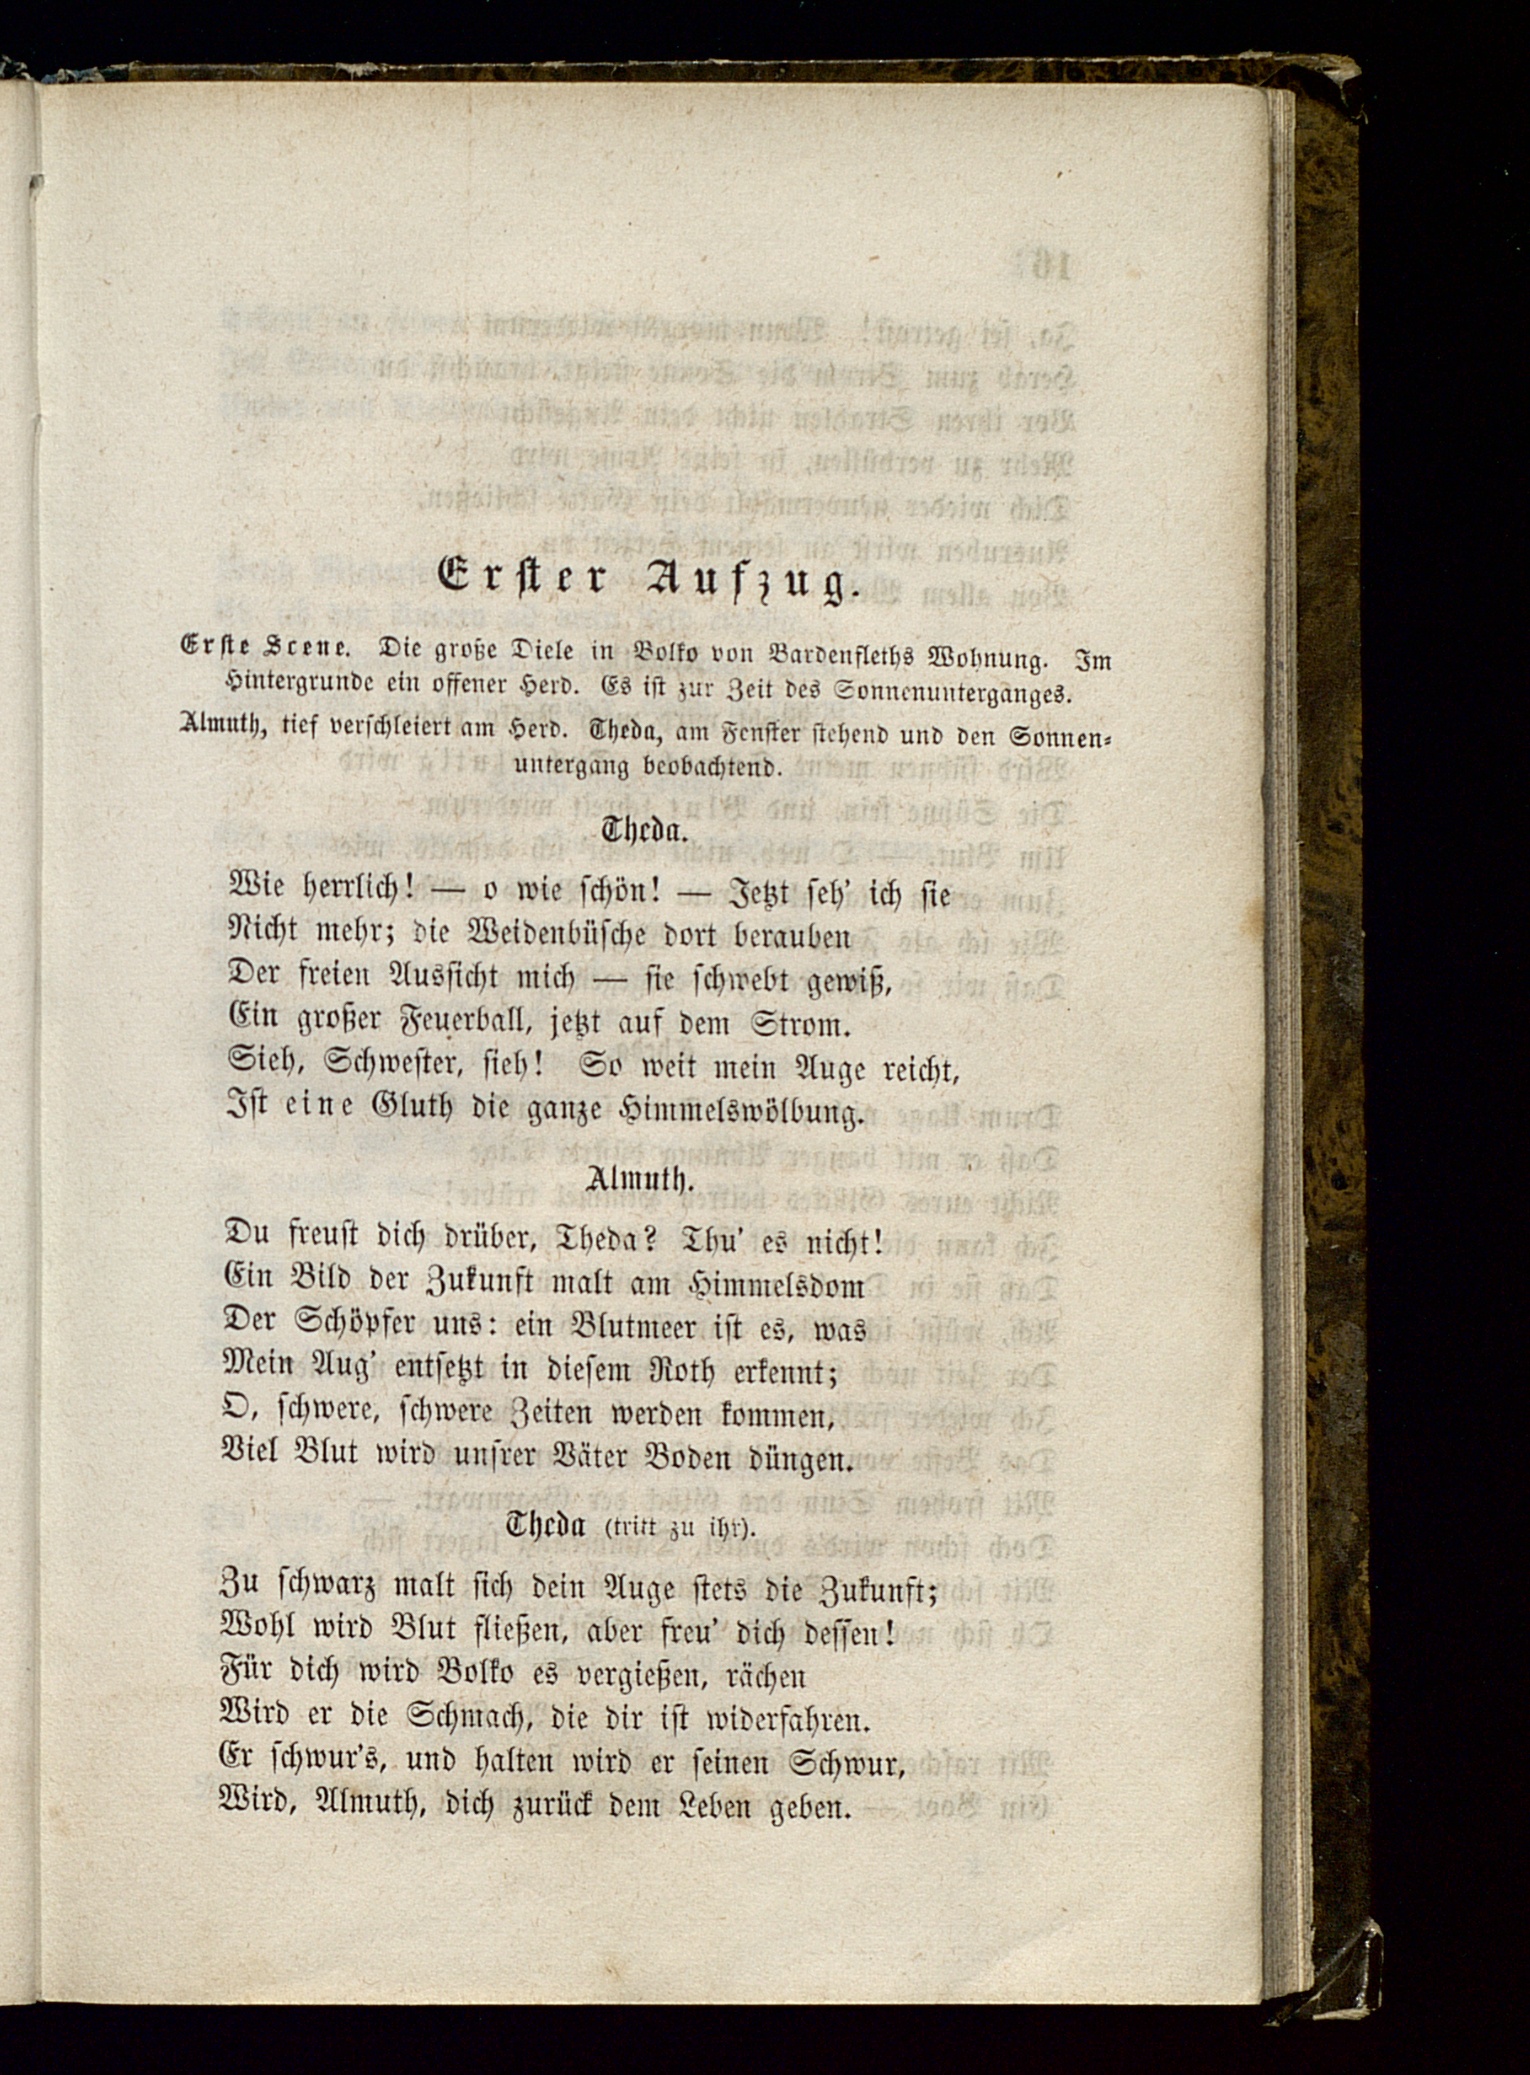 Erster Aufzug.
Erste Scene. Die große Diele in Bolko von Bardenfleths Wohnung. Im
Hintergrunde ein offener Herd. Es ist zur Zeit des Sonnenunterganges.
Almuth, tief verschleiert am Herd. Theda, am Fenster stehend und den Sonnen-
untergang beobachtend.
Theda.
Wie herrlich! — o wie schön! — Jetzt seh' ich sie
Nicht mehr; die Weidenbüsche dort berauben
Der freien Aussicht mich — sie schwebt gewiß,
Ein großer Feuerball, jetzt auf dem Strom.
Sieh, Schwester, sieh! So weit mein Auge reicht,
Ist eine Gluth die ganze Himmelswölbung.
Almuth.
Du freust dich drüber, Theda? Thu' es nicht!
Ein Bild der Zukunft malt am Himmelsdom
Der Schöpfer uns: ein Blutmeer ist es, was
Mein Aug' entsetzt in diesem Roth erkennt;
O, schwere, schwere Zeiten werden kommen,
Viel Blut wird unsrer Väter Boden düngen.
Theda (tritt zu ihr).
Zu schwarz malt sich dein Auge stets die Zukunft;
Wohl wird Blut fließen, aber freu' dich dessen!
Für dich wird Bolko es vergießen, rächen
Wird er die Schmach, die dir ist widerfahren.
Er schwur's, und halten wird er seinen Schwur,
Wird, Almuth, dich zurück dem Leben geben.